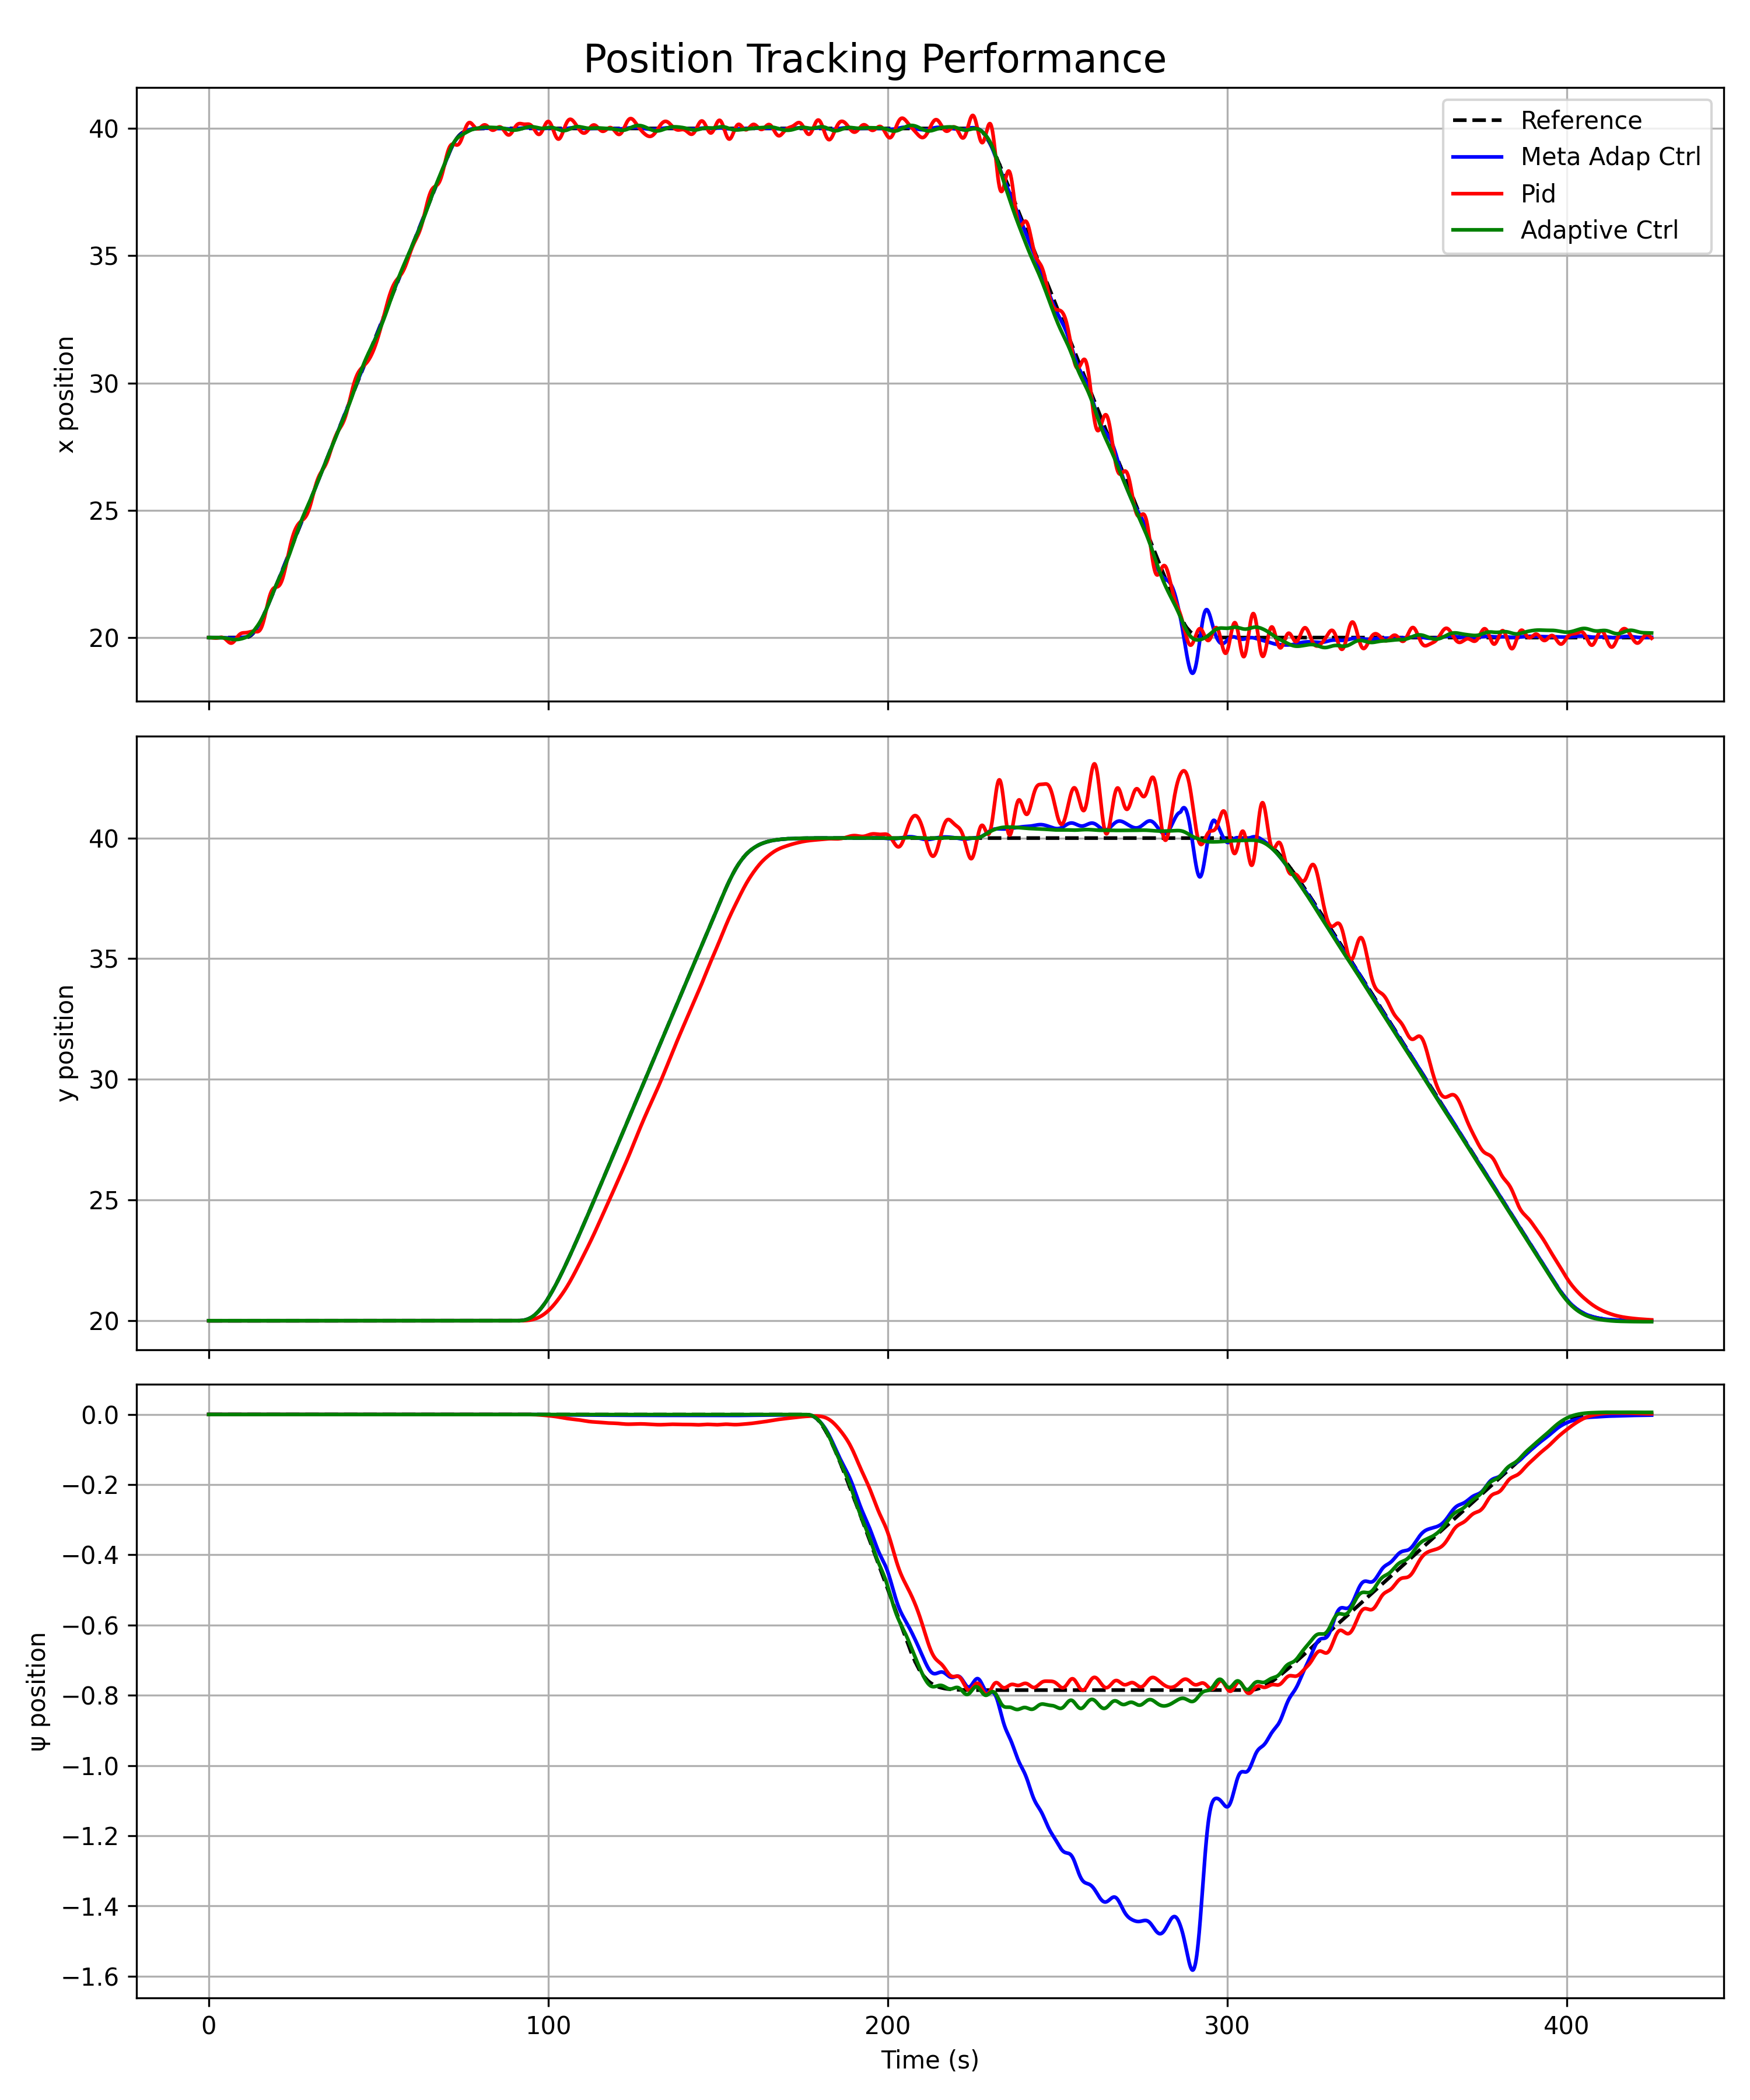 Position Tracking Performance
40
35
30
25
20
x position
Reference
Meta Adap Ctrl
Pid
Adaptive Ctrl
40
35
30
25
20
y position
0.0
−0.2
−0.4
−0.6
−0.8
−1.0
−1.2
−1.4
−1.6
ψ position
0 100 200 300 400
Time (s)